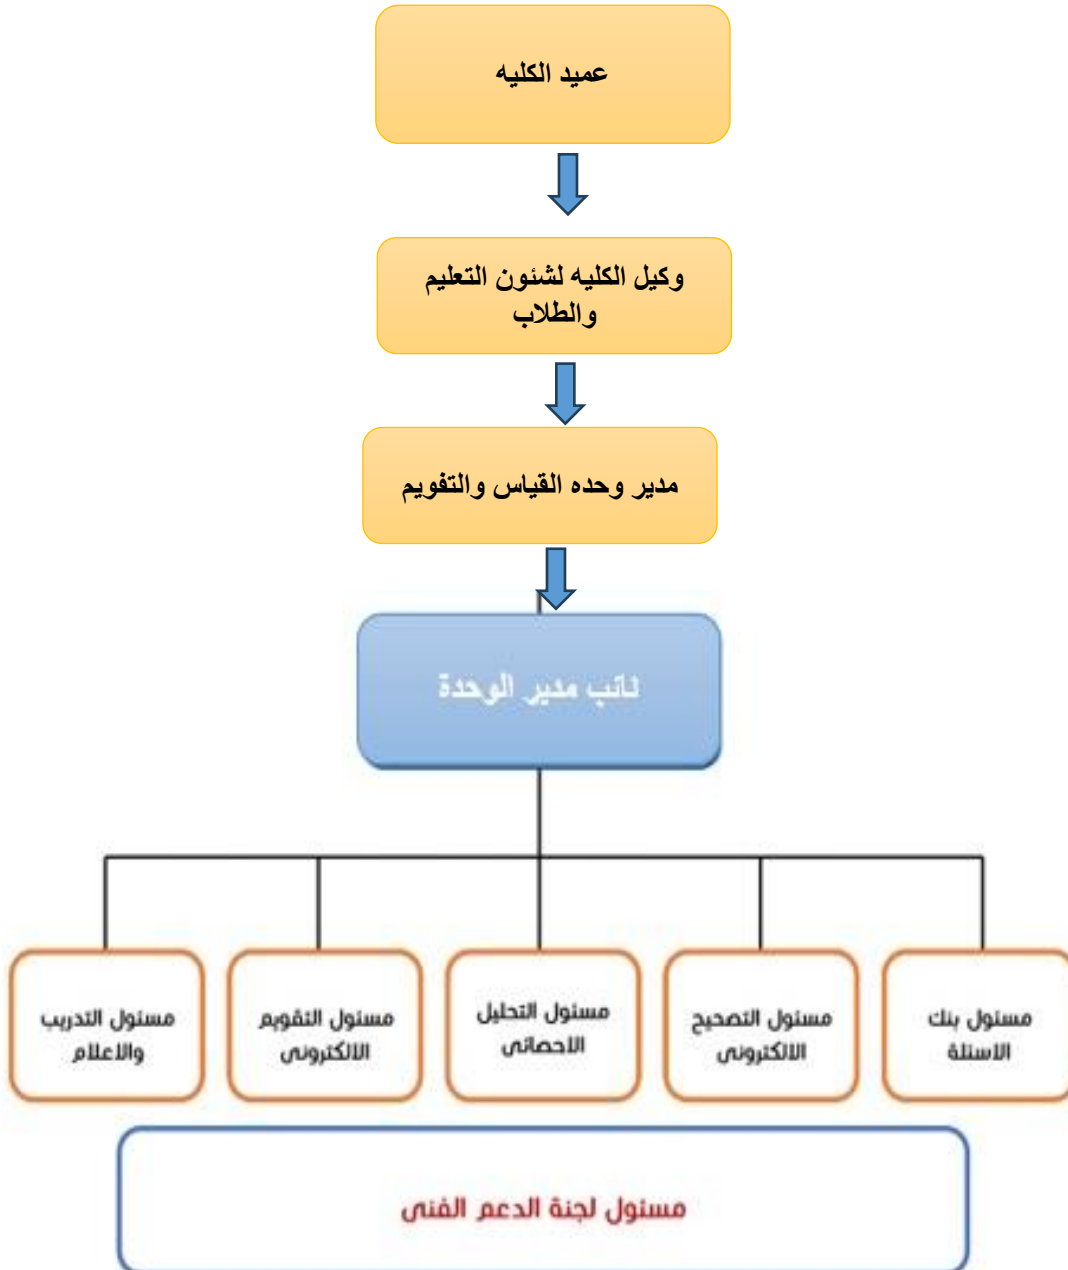 عميد الكليه
وكيل الكليه لشئون التعليم
والطلاب
مدير وحده القياس والتفويم
نائب مدير الوحدة
مسئول بنك
الاسئلة
مسئول التصحيح
الالكترونى
مسئول التحليل
الاحصائى
مسئول التقويم
الالكترونى
مسئول التدريب
والاعلام
مسئول لجنة الدعم الفنى